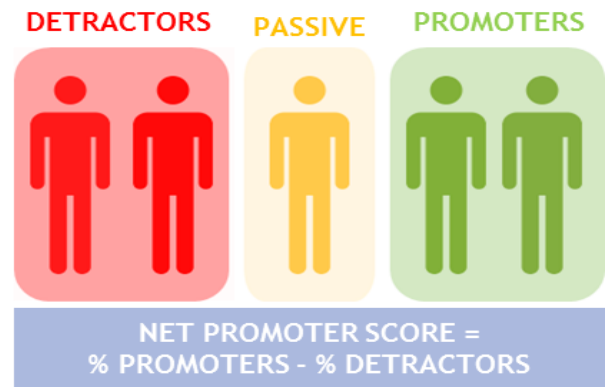 DETRACTORS
PASSIVE
PROMOTERS
NET PROMOTER SCORE =
% PROMOTERS - % DETRACTORS